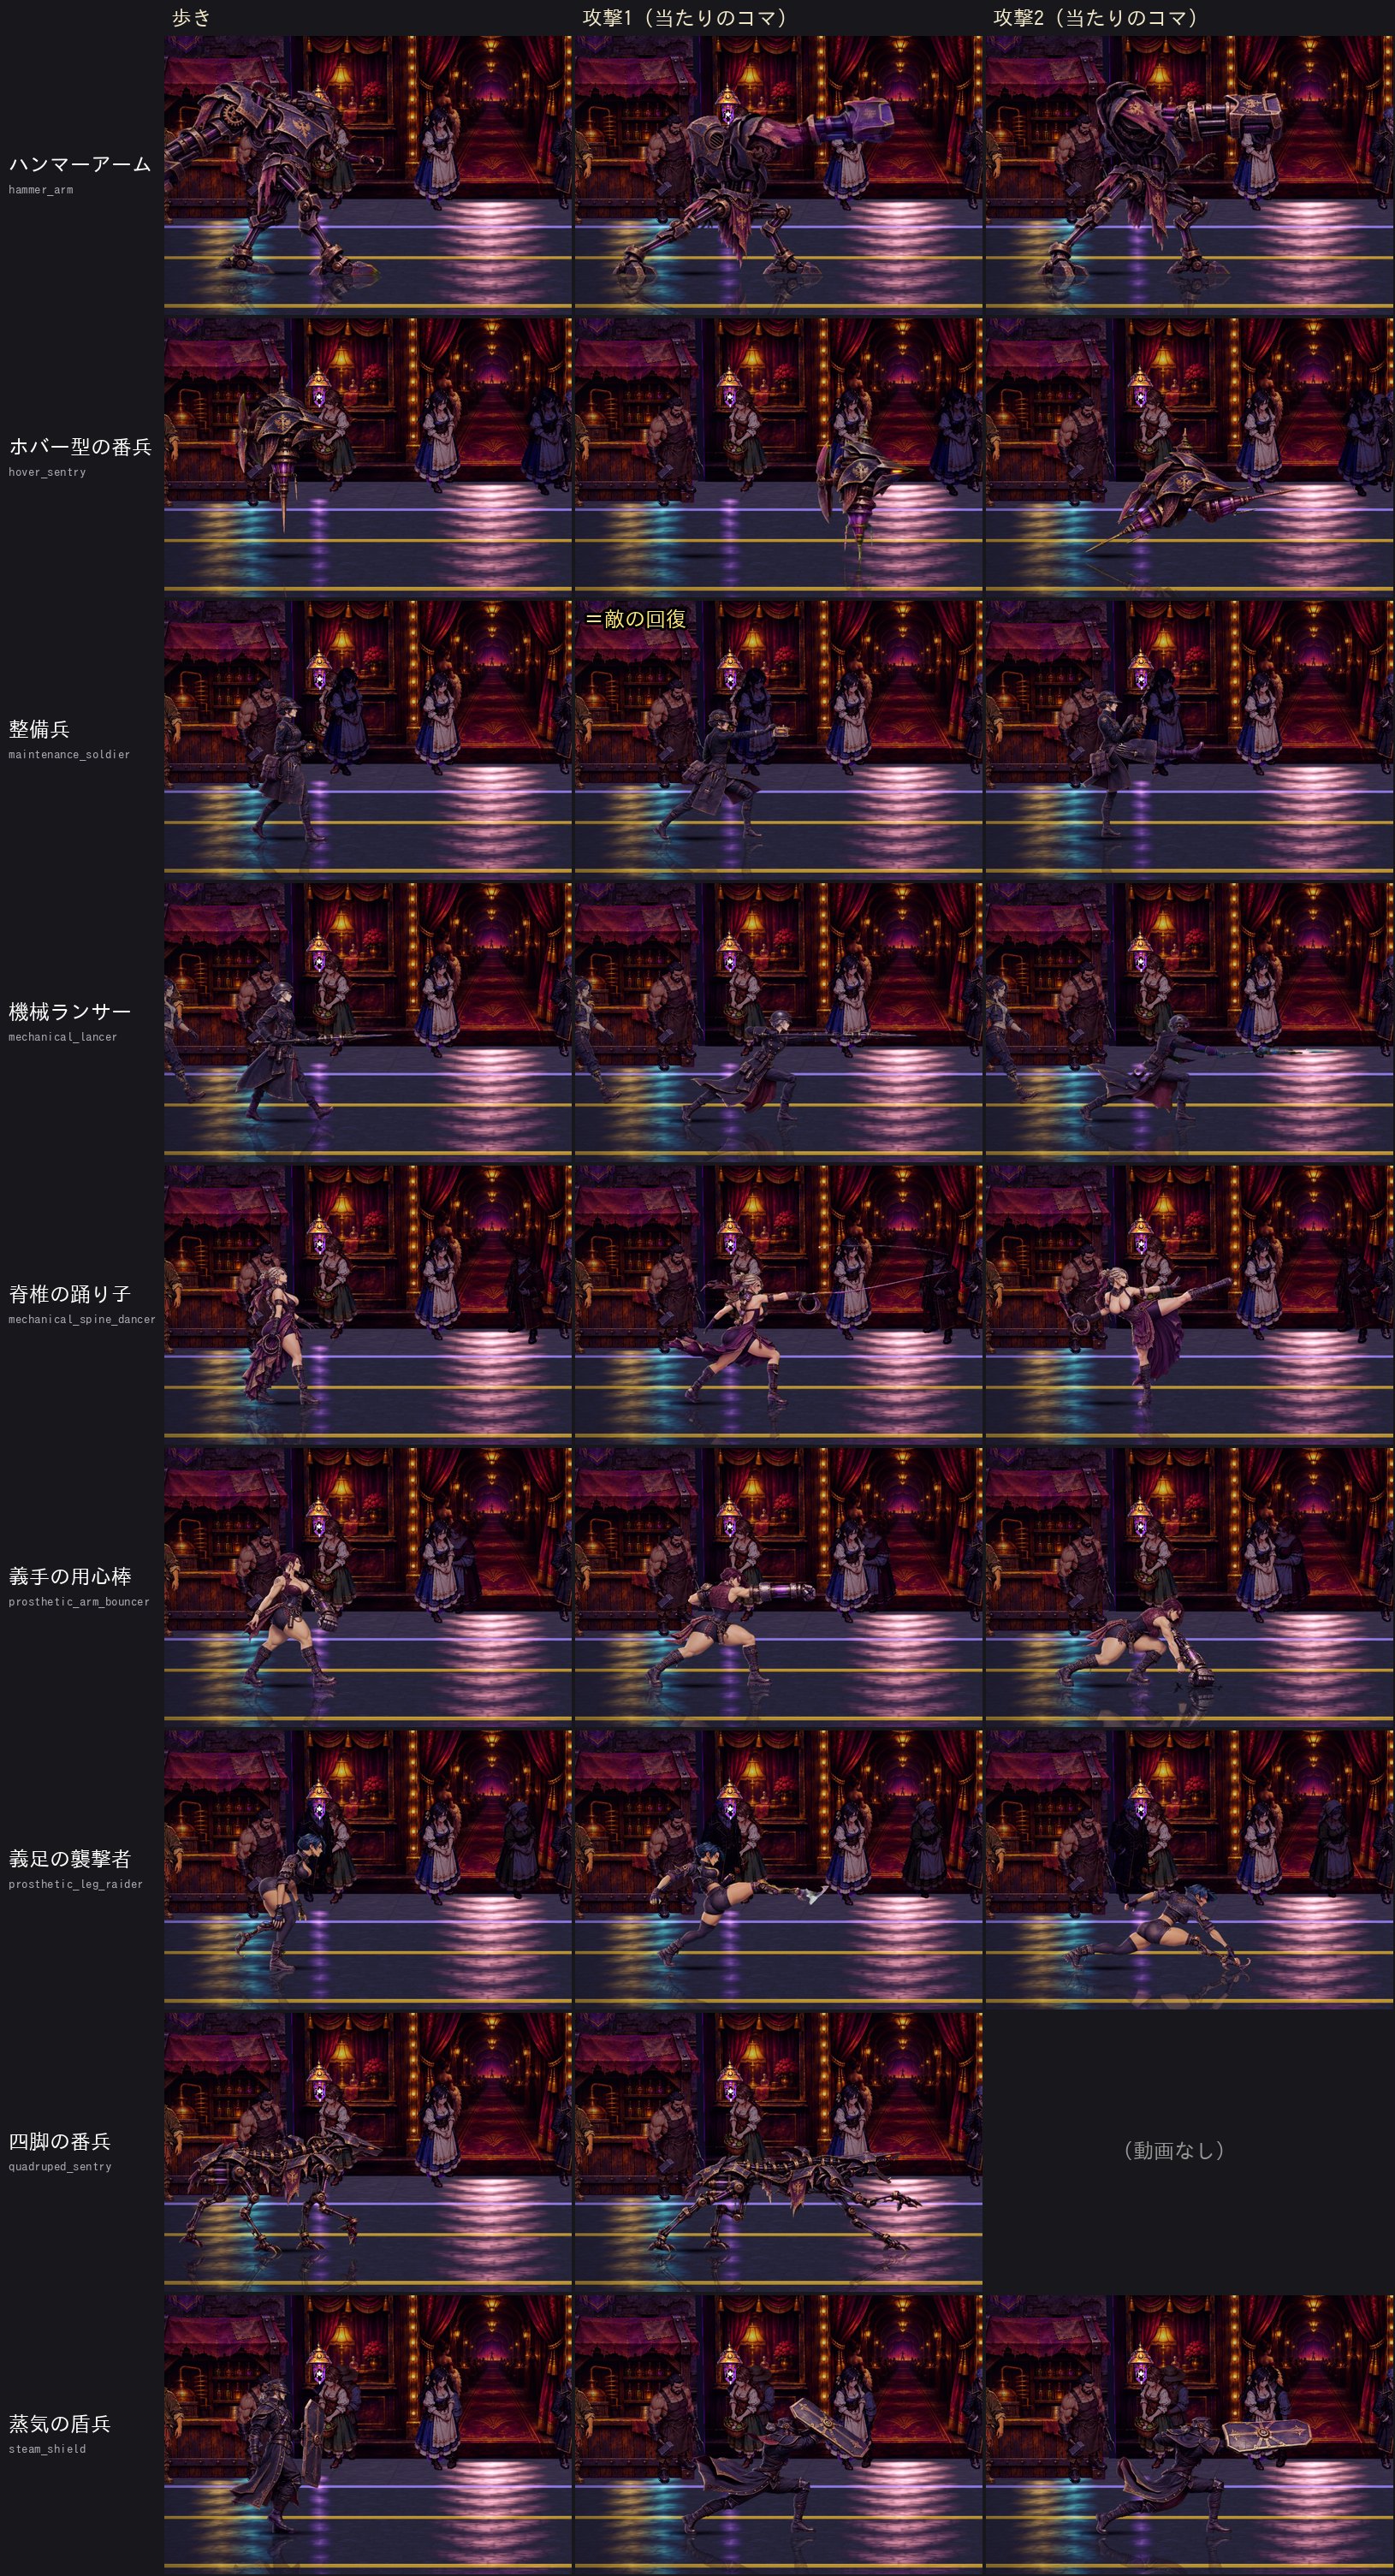 歩き
攻撃1（当たりのコマ）
攻撃2（当たりのコマ）
ハンマーアーム
hammer_arm
ホバー型の番兵
hover_sentry
＝敵の回復
整備兵
maintenance_soldier
機械ランサー
mechanical_lancer
脊椎の踊り子
mechanical_spine_dancer
義手の用心棒
prosthetic_arm_bouncer
義足の襲撃者
prosthetic_leg_raider
四脚の番兵
quadruped_sentry
（動画なし）
蒸気の盾兵
steam_shield